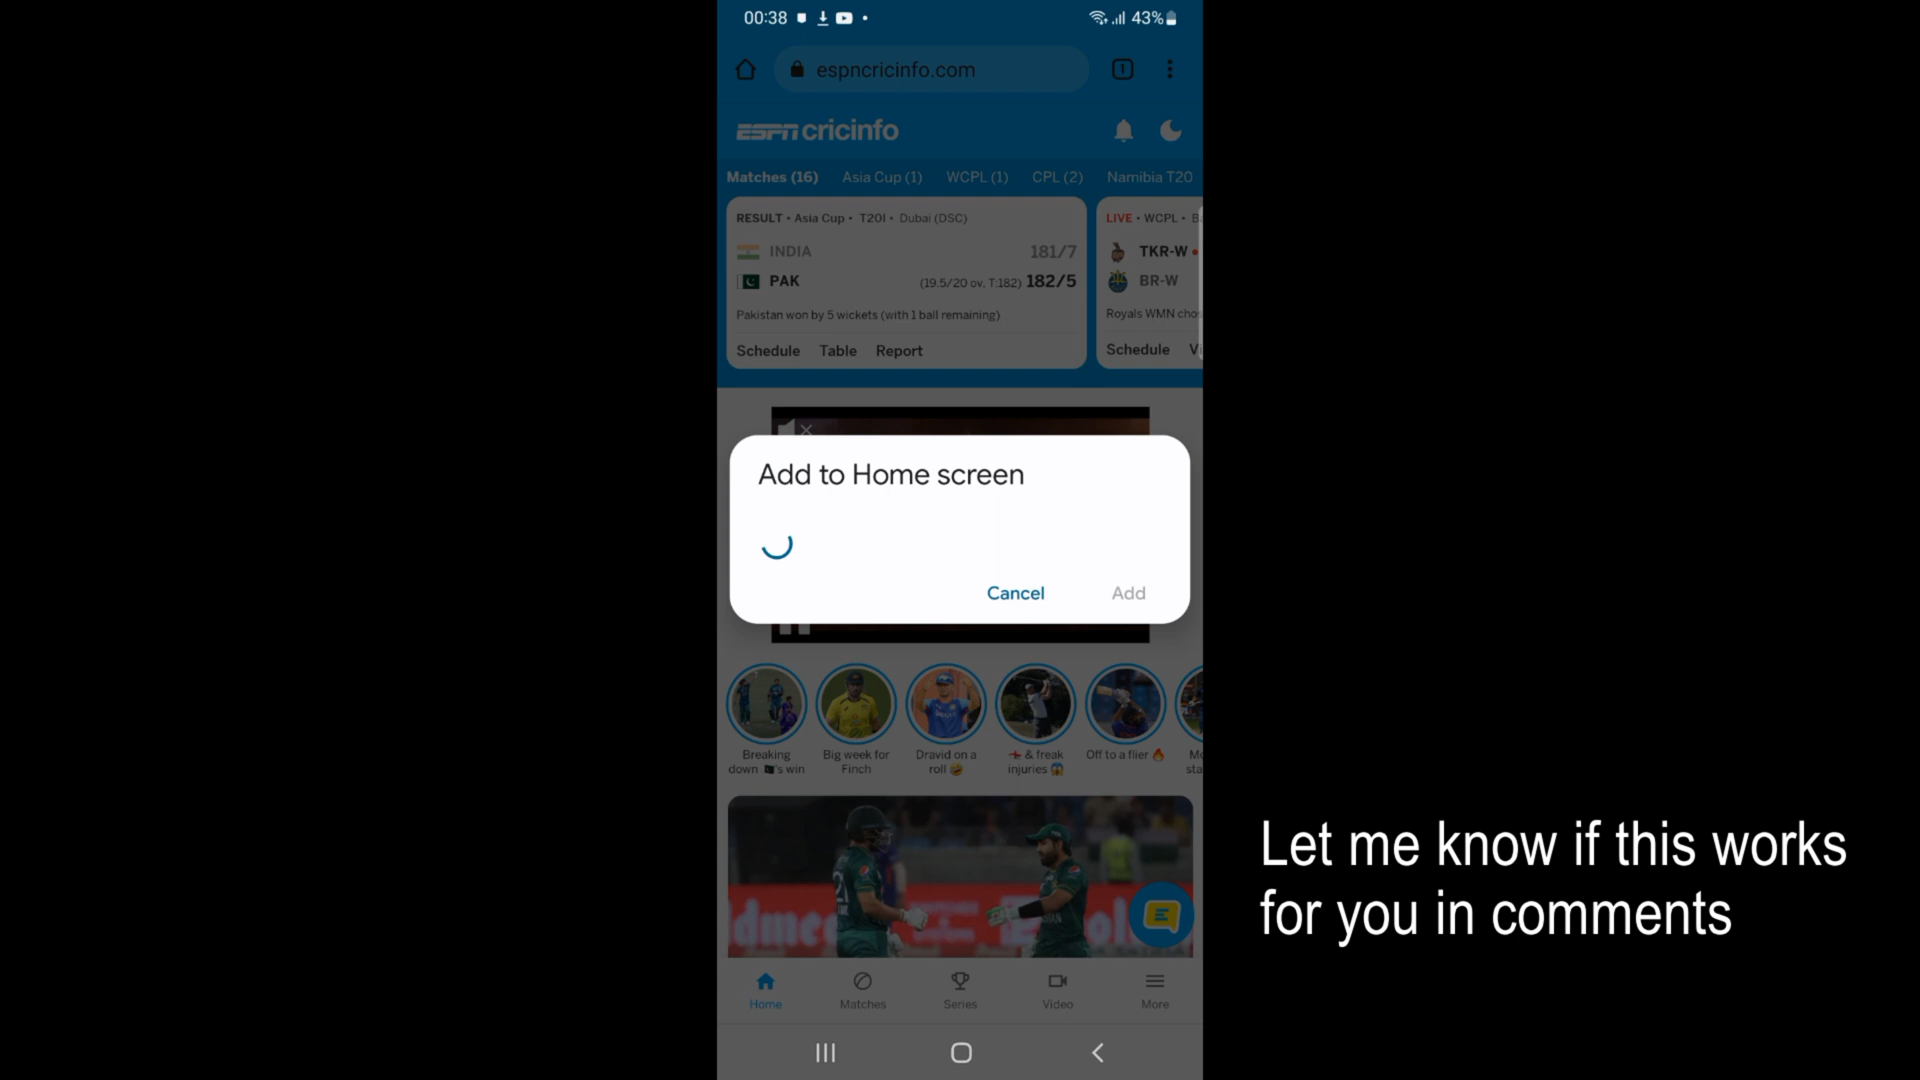 00:38
43%
espncricinfo.com
1
ESPN cricinfo
Matches (16) Asia Cup (1) WCPL (1) CPL (2) Namibia T20
RESULT • Asia Cup • T20I • Dubai (DSC)
INDIA 181/7
PAK (19.5/20 ov, T:182) 182/5
Pakistan won by 5 wickets (with 1 ball remaining)
Schedule Table Report
LIVE • WCPL •
TKR-W
BR-W
Royals WMN
Schedule
Add to Home screen
Cancel Add
Breaking
down 's win
Big week for
Finch
Dravid on a
roll 🤣
🏴󠁧󠁢󠁥󠁮󠁧󠁿 & freak
injuries 😱
Off to a flier 🔥
Home Matches Series Video More
Let me know if this works
for you in comments